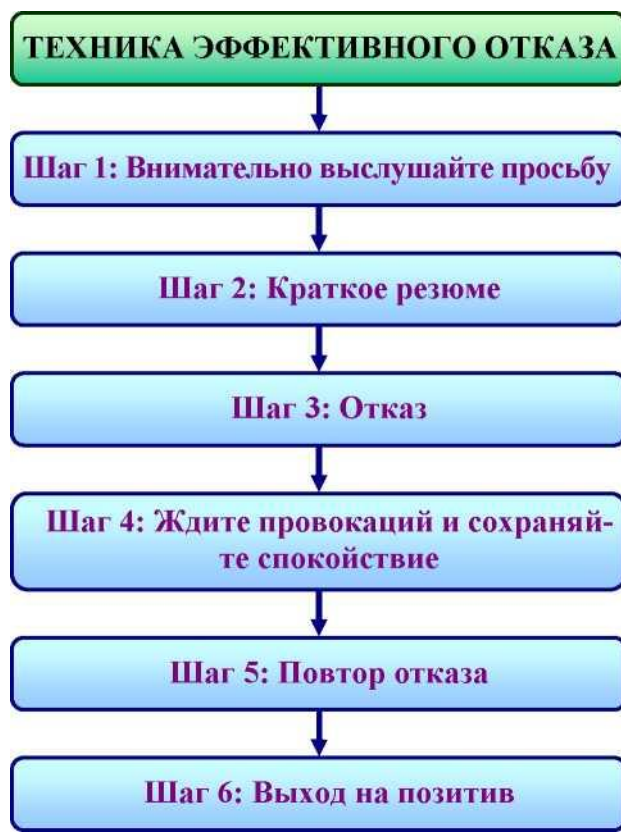 ТЕХНИКА ЭФФЕКТИВНОГО ОТКАЗА
Шаг 1: Внимательно выслушайте просьбу
Шаг 2: Краткое резюме
Шаг 3: Отказ
Шаг 4: Ждите провокаций и сохраняй-
те спокойствие
Шаг 5: Повтор отказа
Шаг 6: Выход на позитив